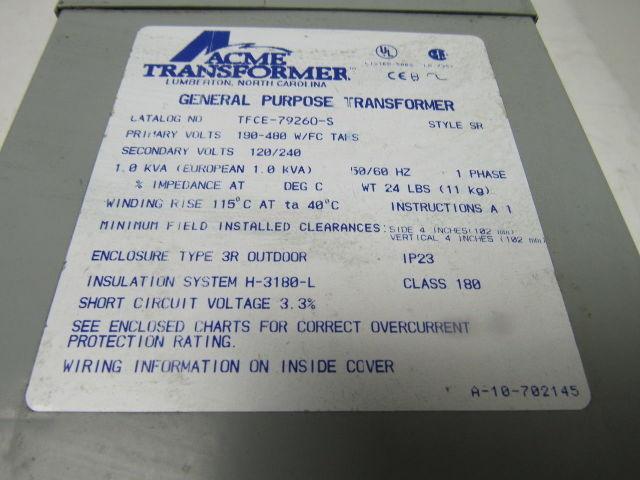 ACME
TRANSFORMER
LUMBERTON, NORTH CAROLINA
UL
CE
GENERAL PURPOSE TRANSFORMER
CATALOG NO TFCE-79260-S STYLE SR
PRIMARY VOLTS 190-480 W/FC TAPS
SECONDARY VOLTS 120/240
1.0 KVA (EUROPEAN 1.0 KVA) 50/60 HZ 1 PHASE
% IMPEDANCE AT DEG C WT 24 LBS (11 kg)
WINDING RISE 115°C AT ta 40°C INSTRUCTIONS A 1
MINIMUM FIELD INSTALLED CLEARANCES: SIDE 4 INCHES (102 mm)
VERTICAL 4 INCHES (102 mm)
ENCLOSURE TYPE 3R OUTDOOR IP23
INSULATION SYSTEM H-3180-L CLASS 180
SHORT CIRCUIT VOLTAGE 3.3%
SEE ENCLOSED CHARTS FOR CORRECT OVERCURRENT
PROTECTION RATING.
WIRING INFORMATION ON INSIDE COVER
A-10-702145